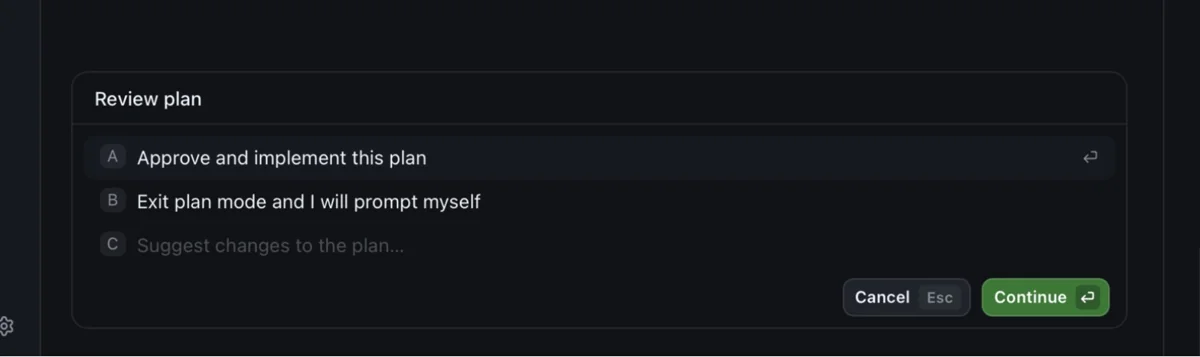 Review plan
A Approve and implement this plan
B Exit plan mode and I will prompt myself
C Suggest changes to the plan...
Cancel Esc Continue